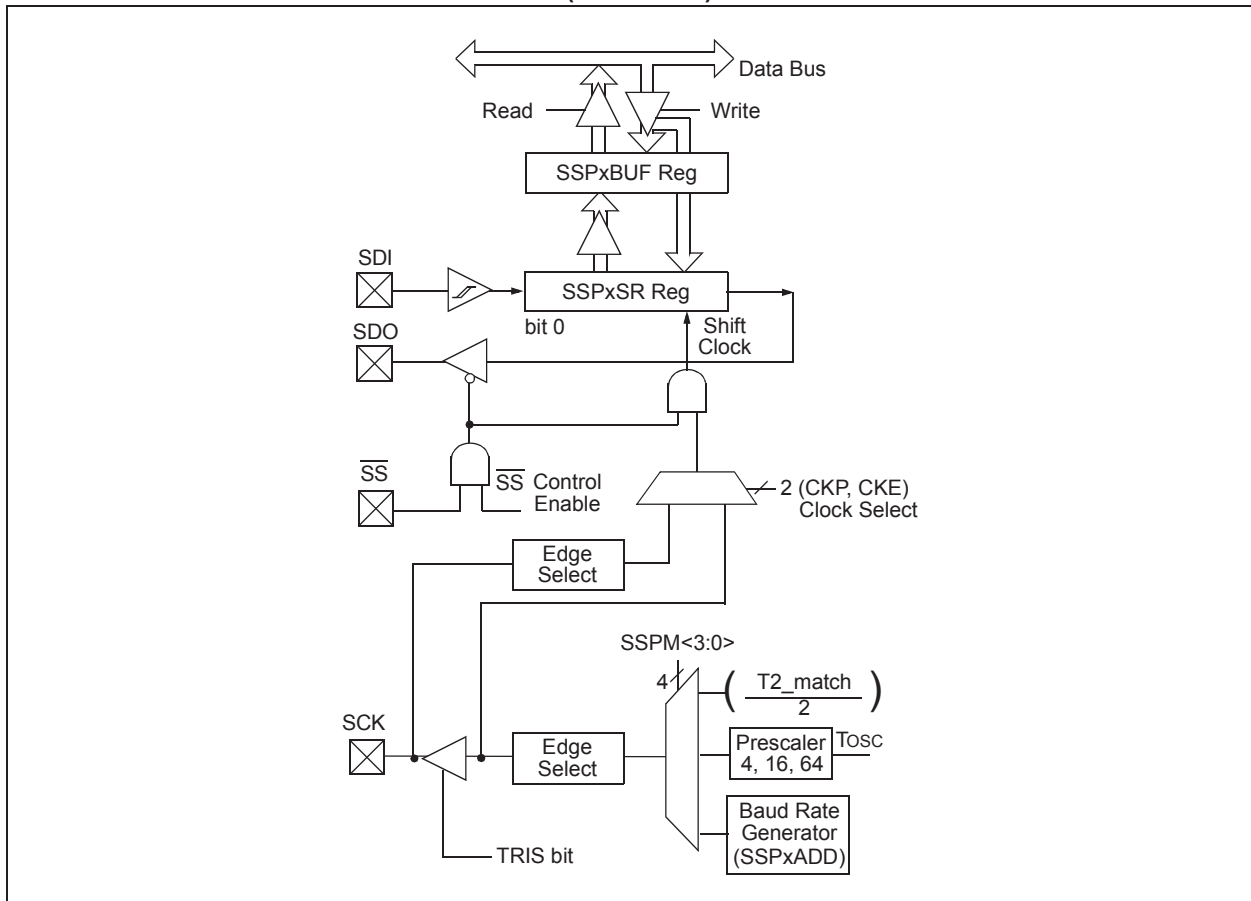 Data Bus
Read
Write
SSPxBUF Reg
SDI
SSPxSR Reg
bit 0
Shift
Clock
SDO
SS
SS Control
Enable
2 (CKP, CKE)
Clock Select
Edge
Select
SSPM<3:0>
4
( T2_match )
2
SCK
Edge
Select
Prescaler
4, 16, 64
TOSC
Baud Rate
Generator
(SSPxADD)
TRIS bit